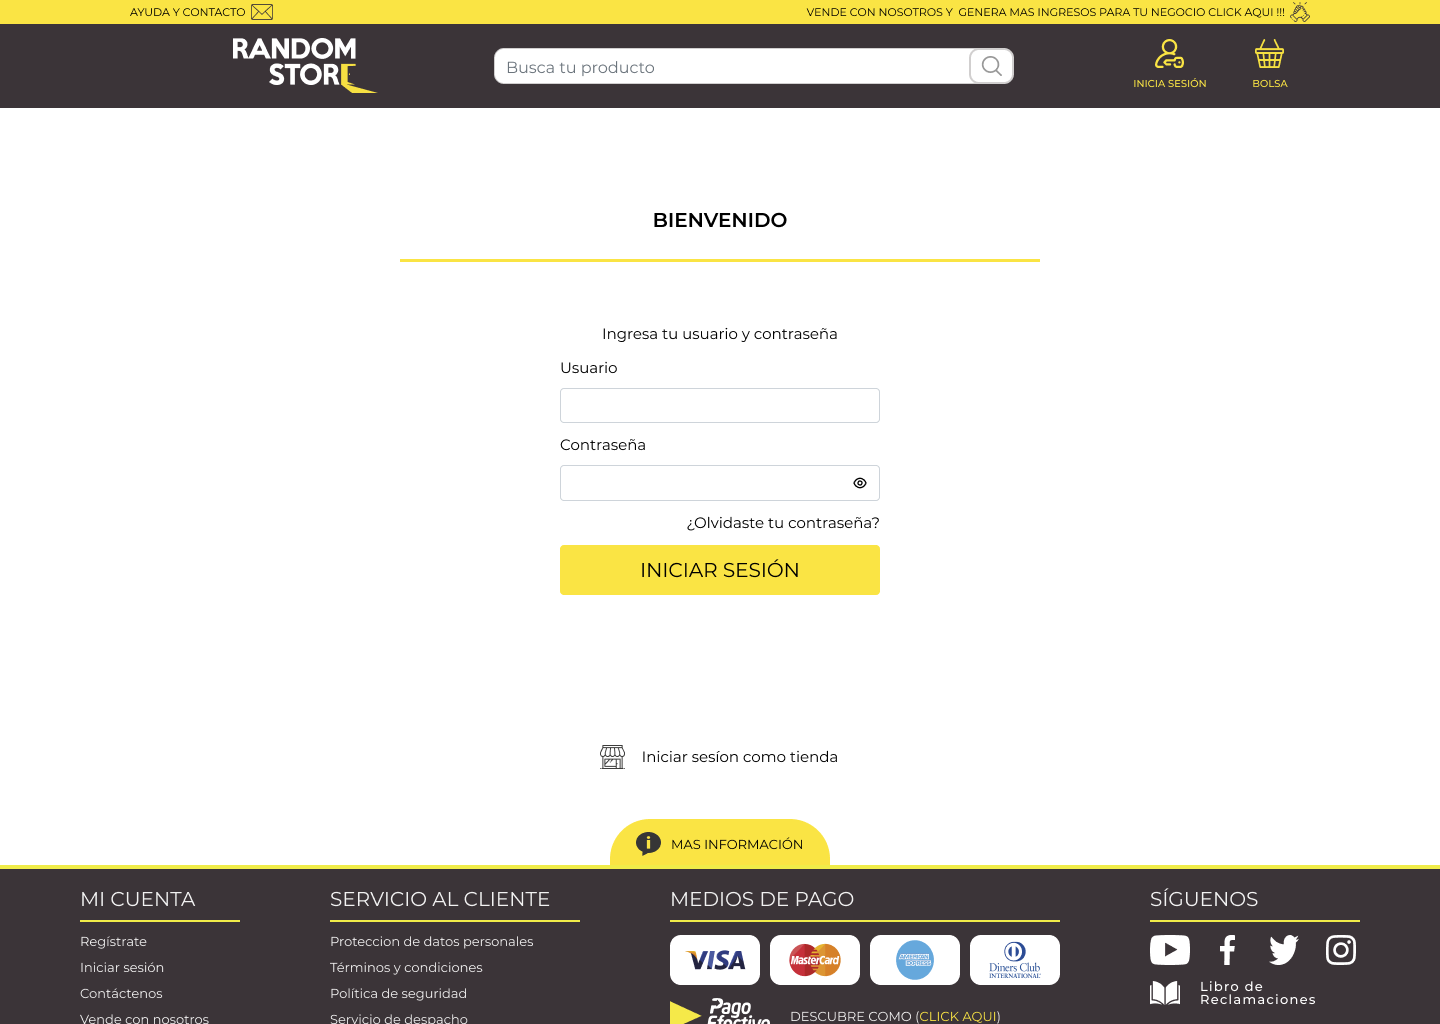 AYUDA Y CONTACTO
VENDE CON NOSOTROS Y GENERA MAS INGRESOS PARA TU NEGOCIO CLICK AQUI !!!
RANDOM
STORE
Busca tu producto
INICIA SESIÓN
BOLSA
BIENVENIDO
Ingresa tu usuario y contraseña
Usuario
Contraseña
¿Olvidaste tu contraseña?
INICIAR SESIÓN
Iniciar sesíon como tienda
MAS INFORMACIÓN
MI CUENTA
Regístrate
Iniciar sesión
Contáctenos
Vende con nosotros
SERVICIO AL CLIENTE
Proteccion de datos personales
Términos y condiciones
Política de seguridad
Servicio de despacho
MEDIOS DE PAGO
VISA
MasterCard
AMERICAN
EXPRESS
Diners Club
INTERNATIONAL
Pago
Efectivo
DESCUBRE COMO (CLICK AQUI)
SÍGUENOS
Libro de
Reclamaciones